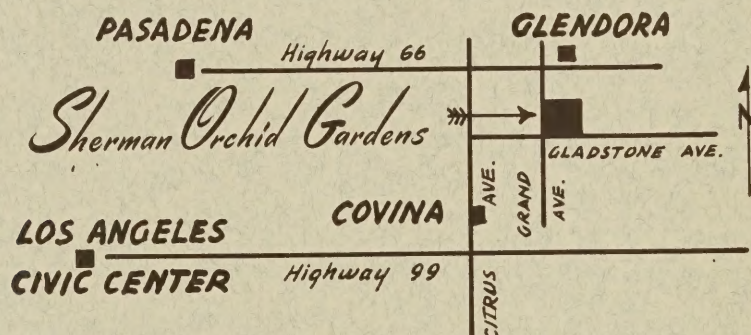 PASADENA
GLENDORA
Highway 66
Sherman Orchid Gardens
N
GLADSTONE AVE.
AVE.
GRAND
AVE.
COVINA
LOS ANGELES
CIVIC CENTER
Highway 99
CITRUS